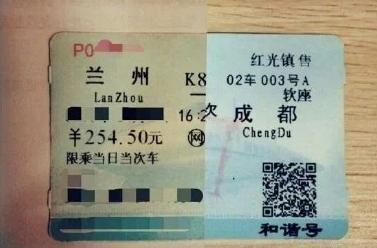 P0
红光镇售
兰州 K8 02车003号A
LanZhou 软座
次 成都
16:2 ChengDu
¥254.50元 网
限乘当日当次车
和谐号